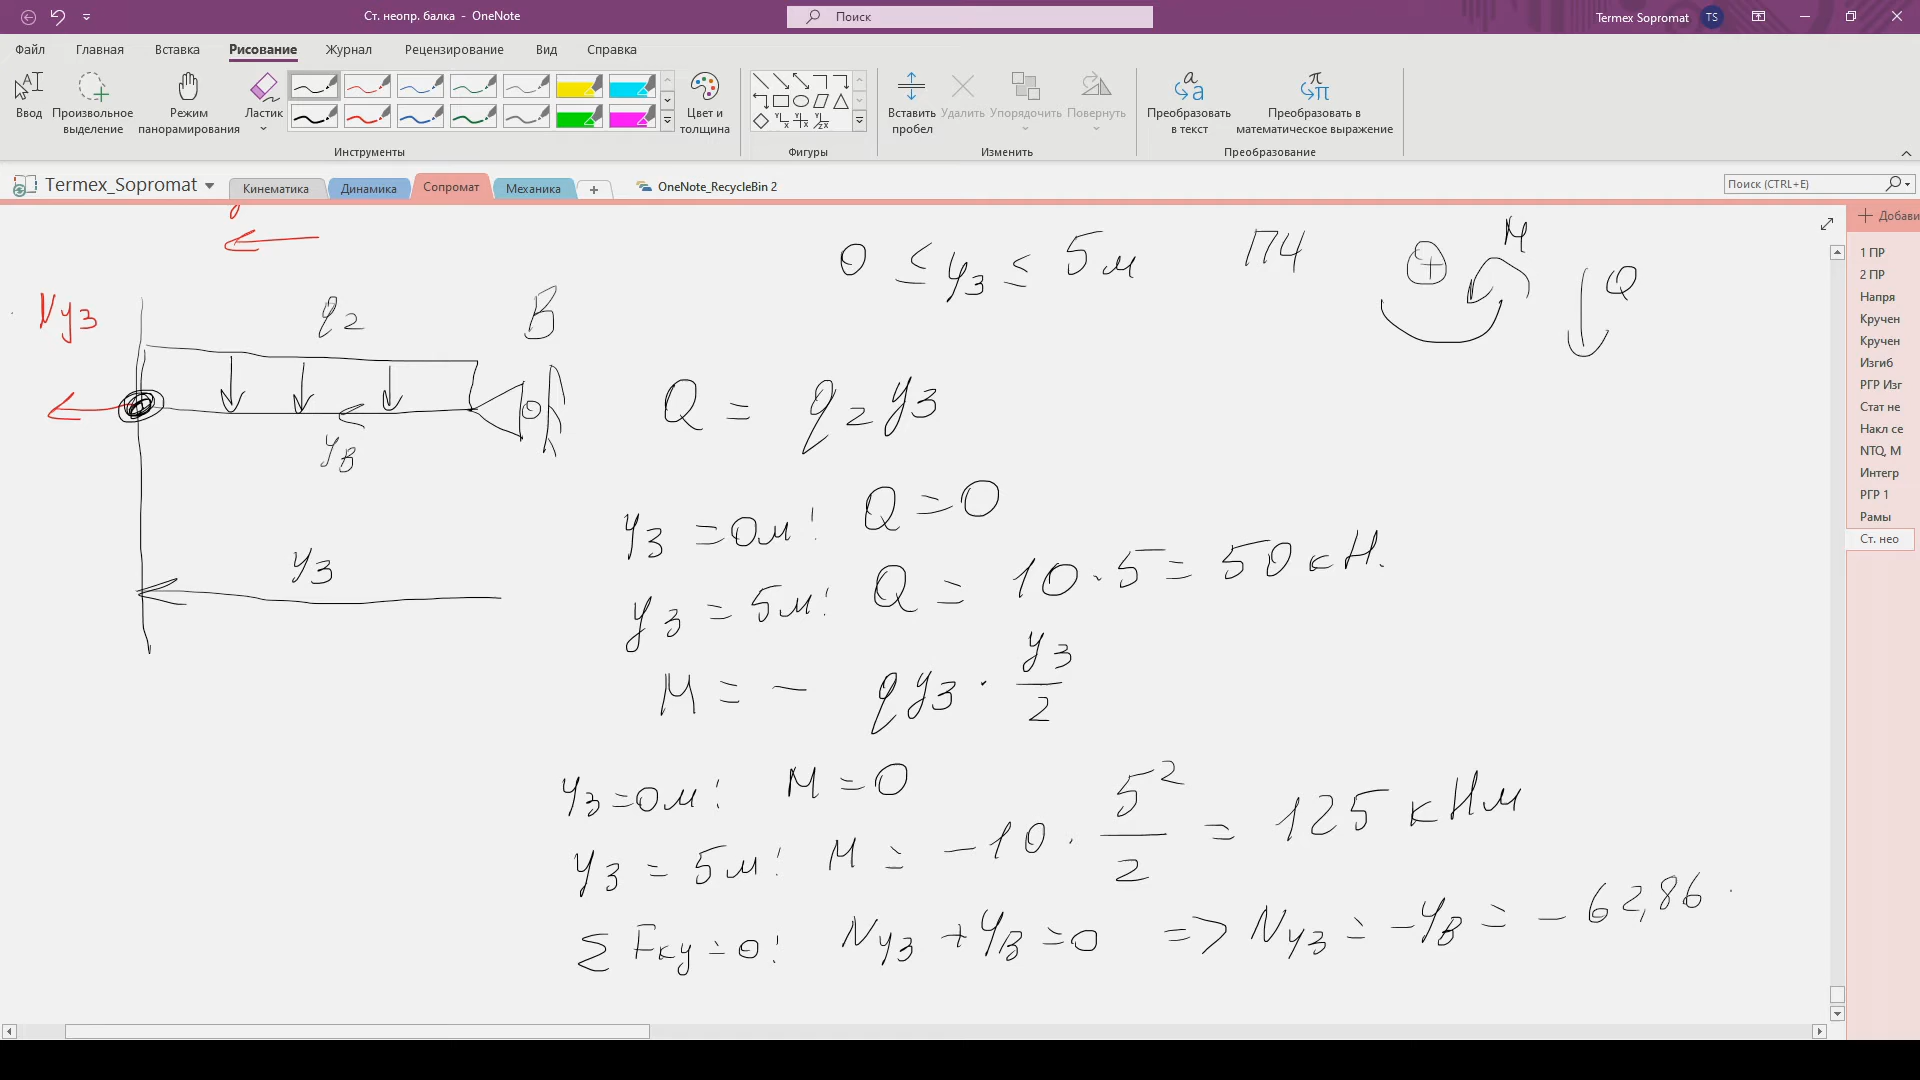 Ст. неопр. балка - OneNote
Поиск
Termex Sopromat
TS
Файл Главная Вставка Рисование Журнал Рецензирование Вид Справка
Ввод
Произвольное выделение
Режим панорамирования
Ластик
Цвет и толщина
Вставить пробел
Удалить
Упорядочить
Повернуть
Преобразовать в текст
Преобразовать в математическое выражение
Инструменты
Фигуры
Изменить
Преобразование
Termex_Sopromat
Кинематика
Динамика
Сопромат
Механика
OneNote_RecycleBin 2
Поиск (CTRL+E)
Добави
1 ПР
2 ПР
Напря
Кручен
Кручен
Изгиб
РГР Изг
Стат не
Накл се
NTQ, M
Интегр
РГР 1
Рамы
Ст. нео
0 ≤ y3 ≤ 5м П4
+ M Q
Ny3
q2
B
YB
y3
Q = q2 y3
y3 = 0м: Q = 0
y3 = 5м: Q = 10·5 = 50 кН.
M = - q y3 · y3/2
y3 = 0м: M = 0
y3 = 5м: M = -10 · 5²/2 = 125 кНм
Σ Fky = 0: Ny3 + YB = 0 => Ny3 = -YB = -62,86